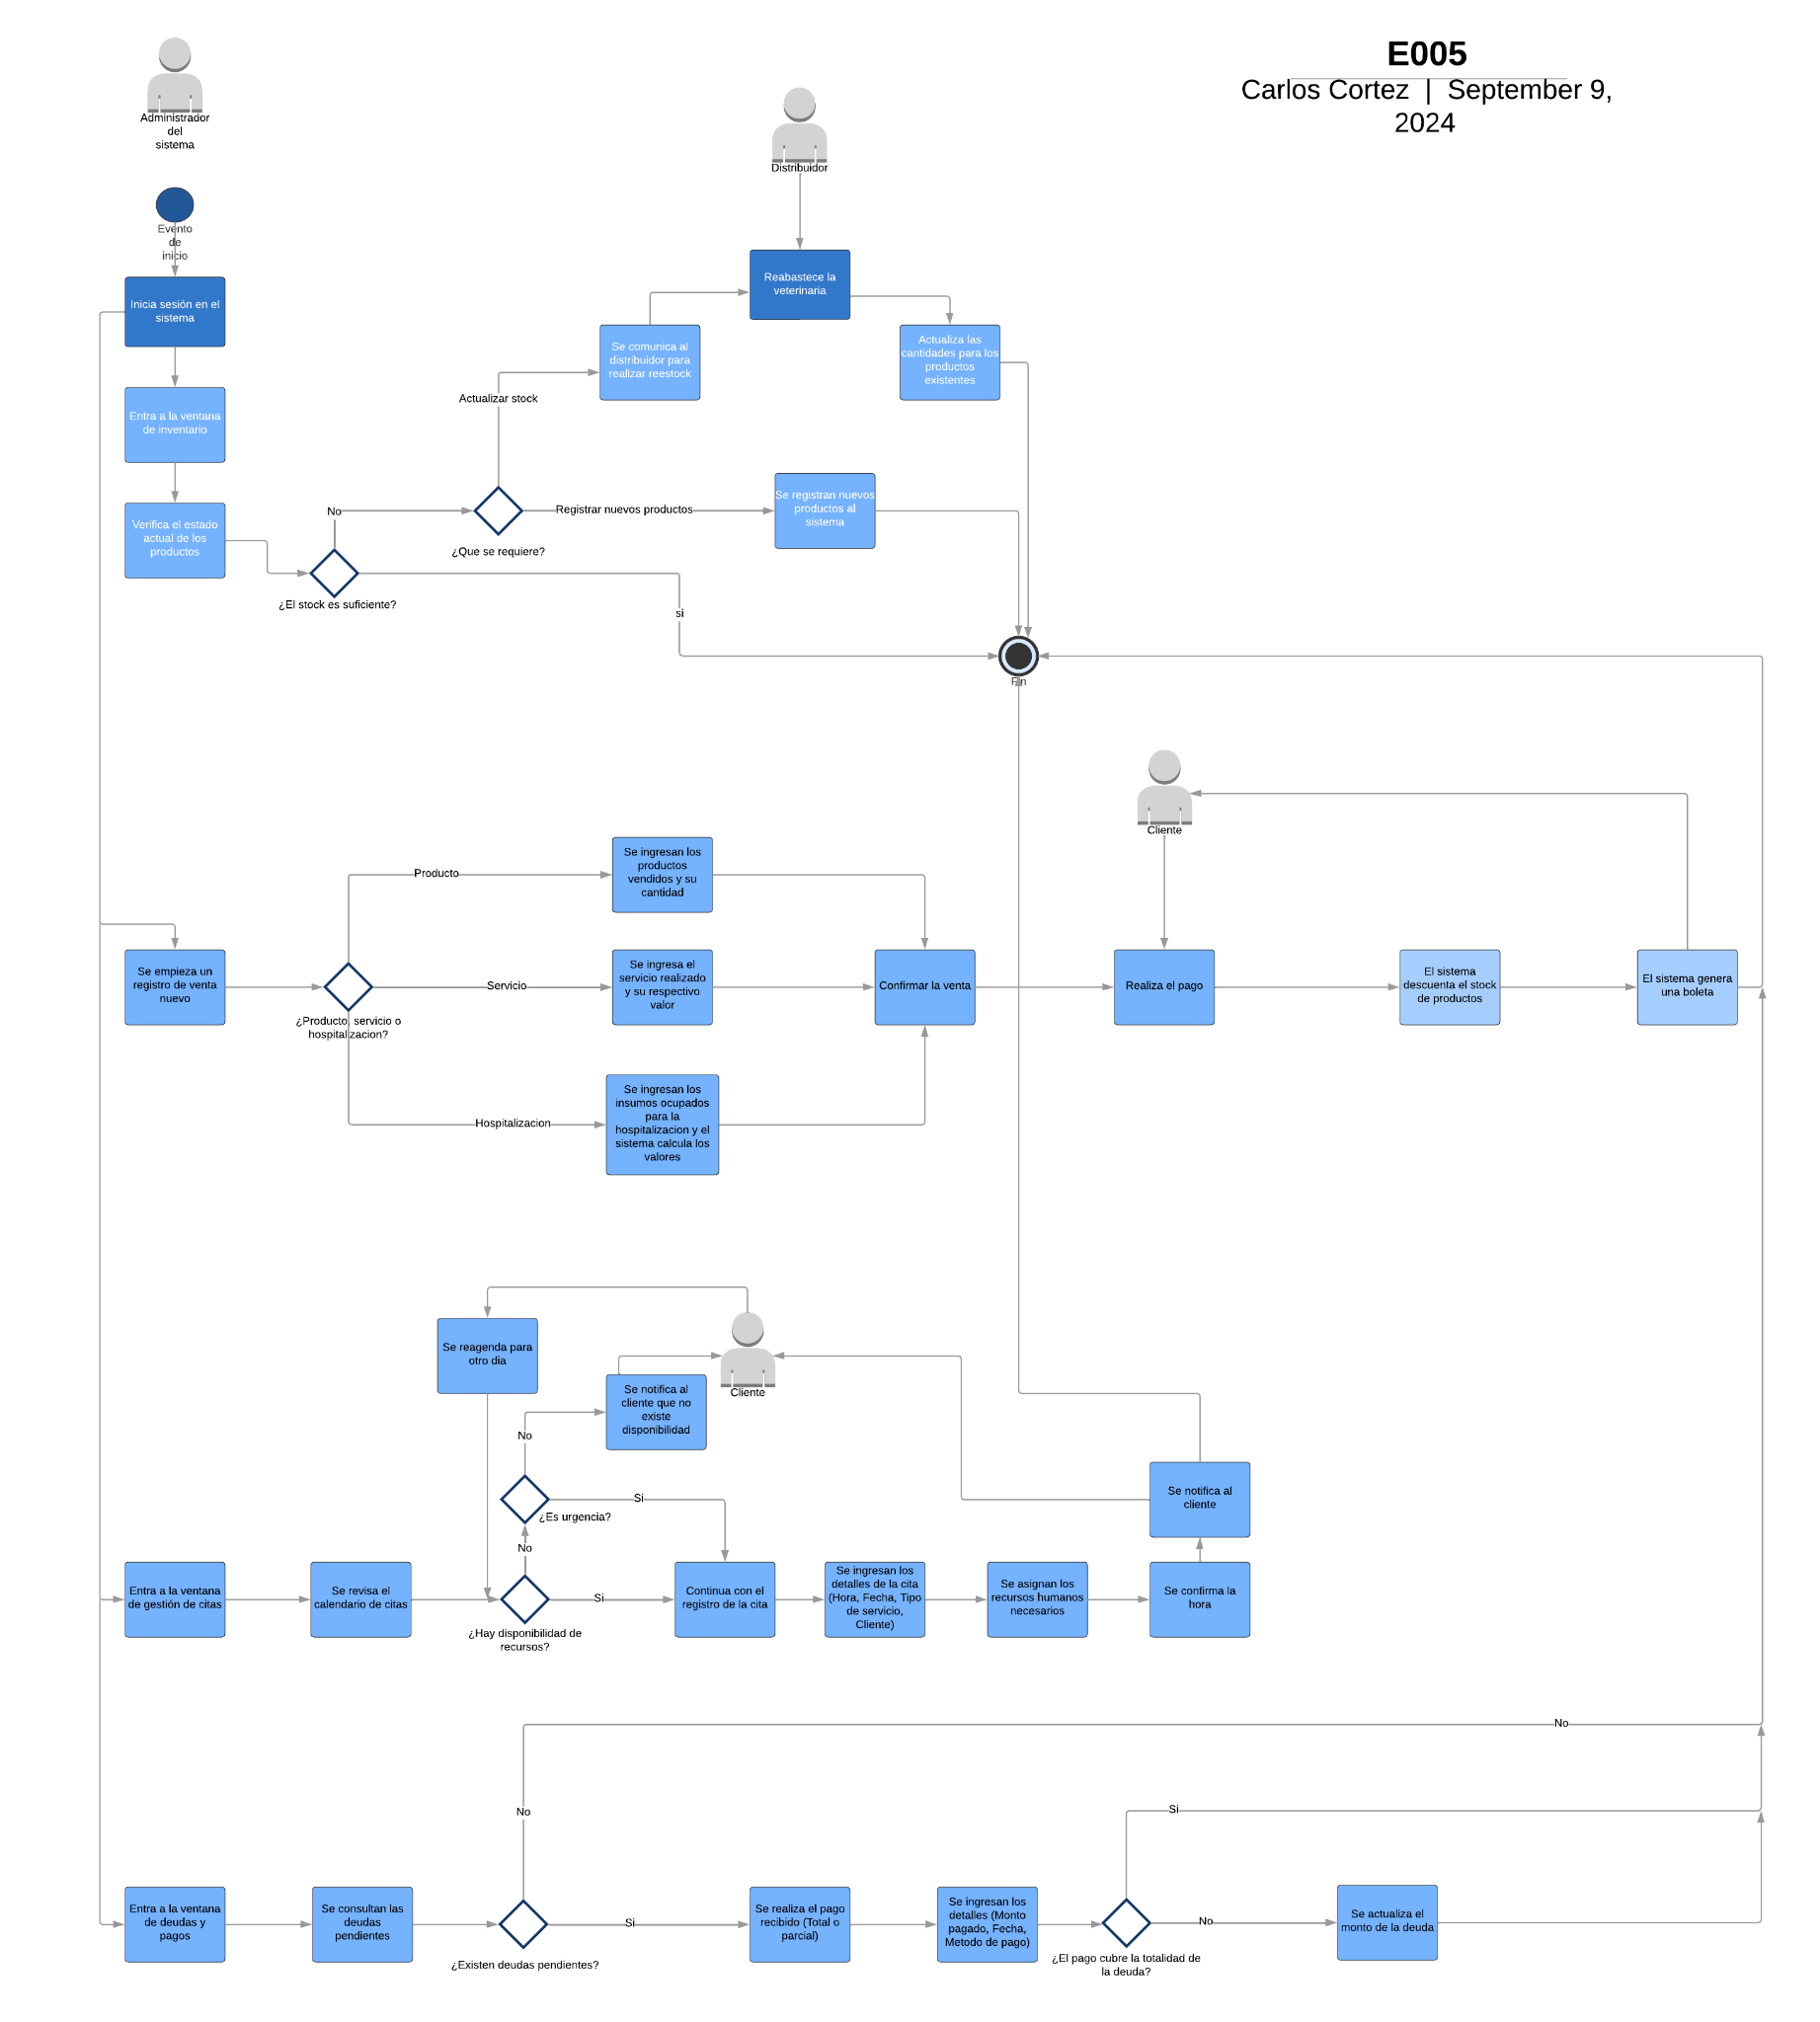 E005
Carlos Cortez | September 9,
2024
Administrador
del
sistema
Distribuidor
Evento
de
inicio
Inicia sesión en el
sistema
Reabastece la
veterinaria
Se comunica al
distribuidor para
realizar reestock
Actualiza las
cantidades para los
productos
existentes
Actualizar stock
Entra a la ventana
de inventario
Verifica el estado
actual de los
productos
No
Registrar nuevos productos
Se registran nuevos
productos al
sistema
¿Que se requiere?
¿El stock es suficiente?
si
Fin
Cliente
Producto
Se ingresan los
productos
vendidos y su
cantidad
Se empieza un
registro de venta
nuevo
¿Producto, servicio o
hospitalizacion?
Servicio
Se ingresa el
servicio realizado
y su respectivo
valor
Confirmar la venta
Realiza el pago
El sistema
descuenta el stock
de productos
El sistema genera
una boleta
Hospitalizacion
Se ingresan los
insumos ocupados
para la
hospitalizacion y el
sistema calcula los
valores
Se reagenda para
otro dia
Cliente
Se notifica al
cliente que no
existe
disponibilidad
No
Si
¿Es urgencia?
No
Se notifica al
cliente
Entra a la ventana
de gestión de citas
Se revisa el
calendario de citas
Si
¿Hay disponibilidad de
recursos?
Continua con el
registro de la cita
Se ingresan los
detalles de la cita
(Hora, Fecha, Tipo
de servicio,
Cliente)
Se asignan los
recursos humanos
necesarios
Se confirma la
hora
No
No
Si
Entra a la ventana
de deudas y
pagos
Se consultan las
deudas
pendientes
Si
¿Existen deudas pendientes?
Se realiza el pago
recibido (Total o
parcial)
Se ingresan los
detalles (Monto
pagado, Fecha,
Metodo de pago)
No
¿El pago cubre la totalidad de
la deuda?
Se actualiza el
monto de la deuda